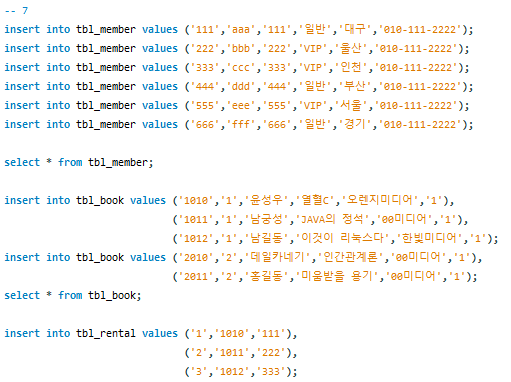 -- 7
insert into tbl_member values ('111','aaa','111','일반','대구','010-111-2222');
insert into tbl_member values ('222','bbb','222','VIP','울산','010-111-2222');
insert into tbl_member values ('333','ccc','333','VIP','인천','010-111-2222');
insert into tbl_member values ('444','ddd','444','일반','부산','010-111-2222');
insert into tbl_member values ('555','eee','555','VIP','서울','010-111-2222');
insert into tbl_member values ('666','fff','666','일반','경기','010-111-2222');
select * from tbl_member;
insert into tbl_book values ('1010','1','윤성우','열혈C','오렌지미디어','1'),
('1011','1','남궁성','JAVA의 정석','00미디어','1'),
('1012','1','남길동','이것이 리눅스다','한빛미디어','1');
insert into tbl_book values ('2010','2','데일카네기','인간관계론','00미디어','1'),
('2011','2','홍길동','미움받을 용기','00미디어','1');
select * from tbl_book;
insert into tbl_rental values ('1','1010','111'),
('2','1011','222'),
('3','1012','333');